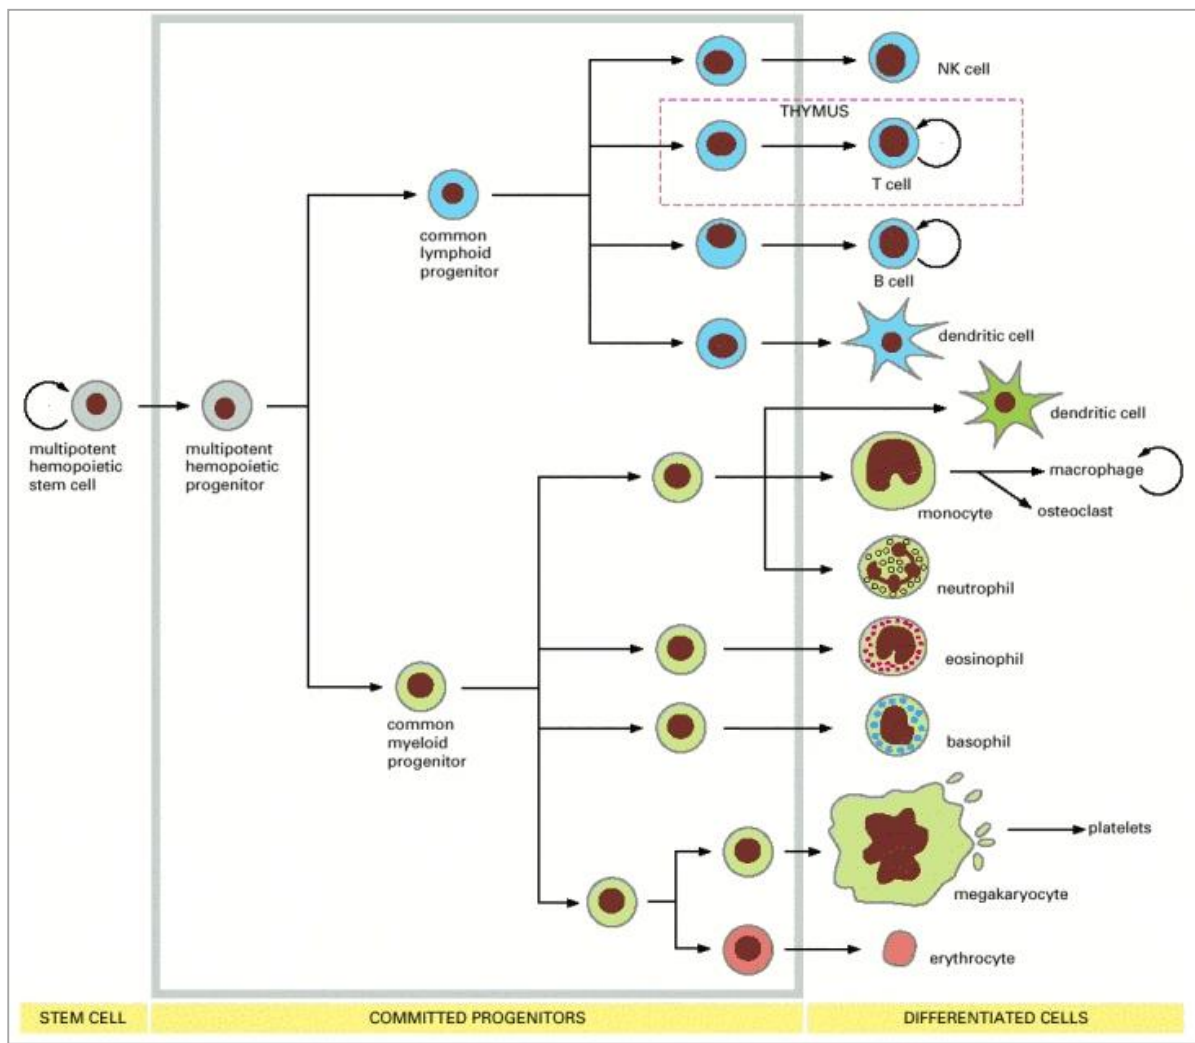 NK cell
THYMUS
T cell
common
lymphoid
progenitor
B cell
dendritic cell
multipotent
hemopoietic
stem cell
multipotent
hemopoietic
progenitor
dendritic cell
macrophage
monocyte
osteoclast
neutrophil
eosinophil
common
myeloid
progenitor
basophil
platelets
megakaryocyte
erythrocyte
STEM CELL
COMMITTED PROGENITORS
DIFFERENTIATED CELLS